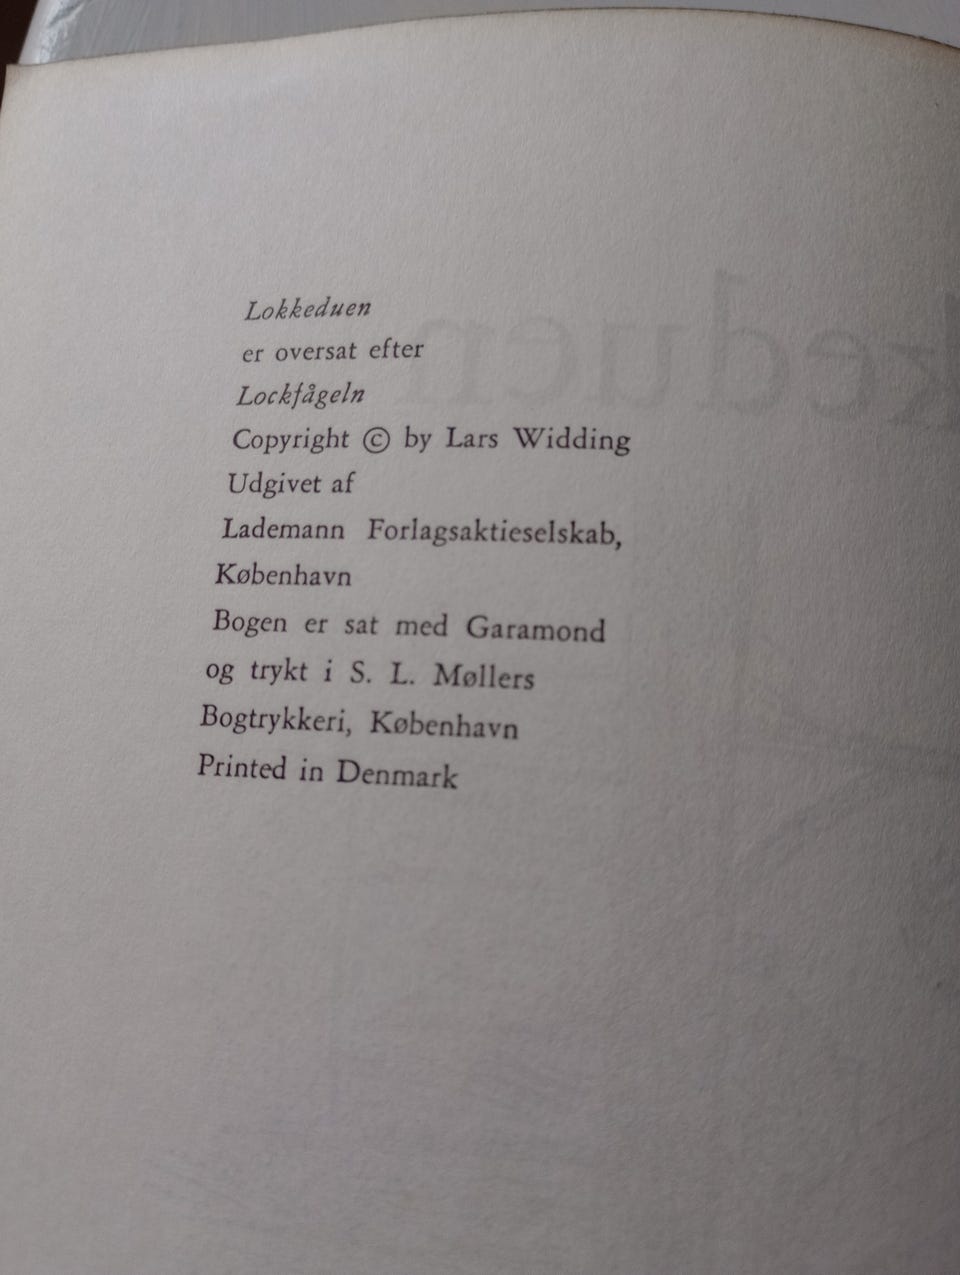 Lokkeduen
er oversat efter
Lockfågeln
Copyright © by Lars Widding
Udgivet af
Lademann Forlagsaktieselskab,
København
Bogen er sat med Garamond
og trykt i S. L. Møllers
Bogtrykkeri, København
Printed in Denmark